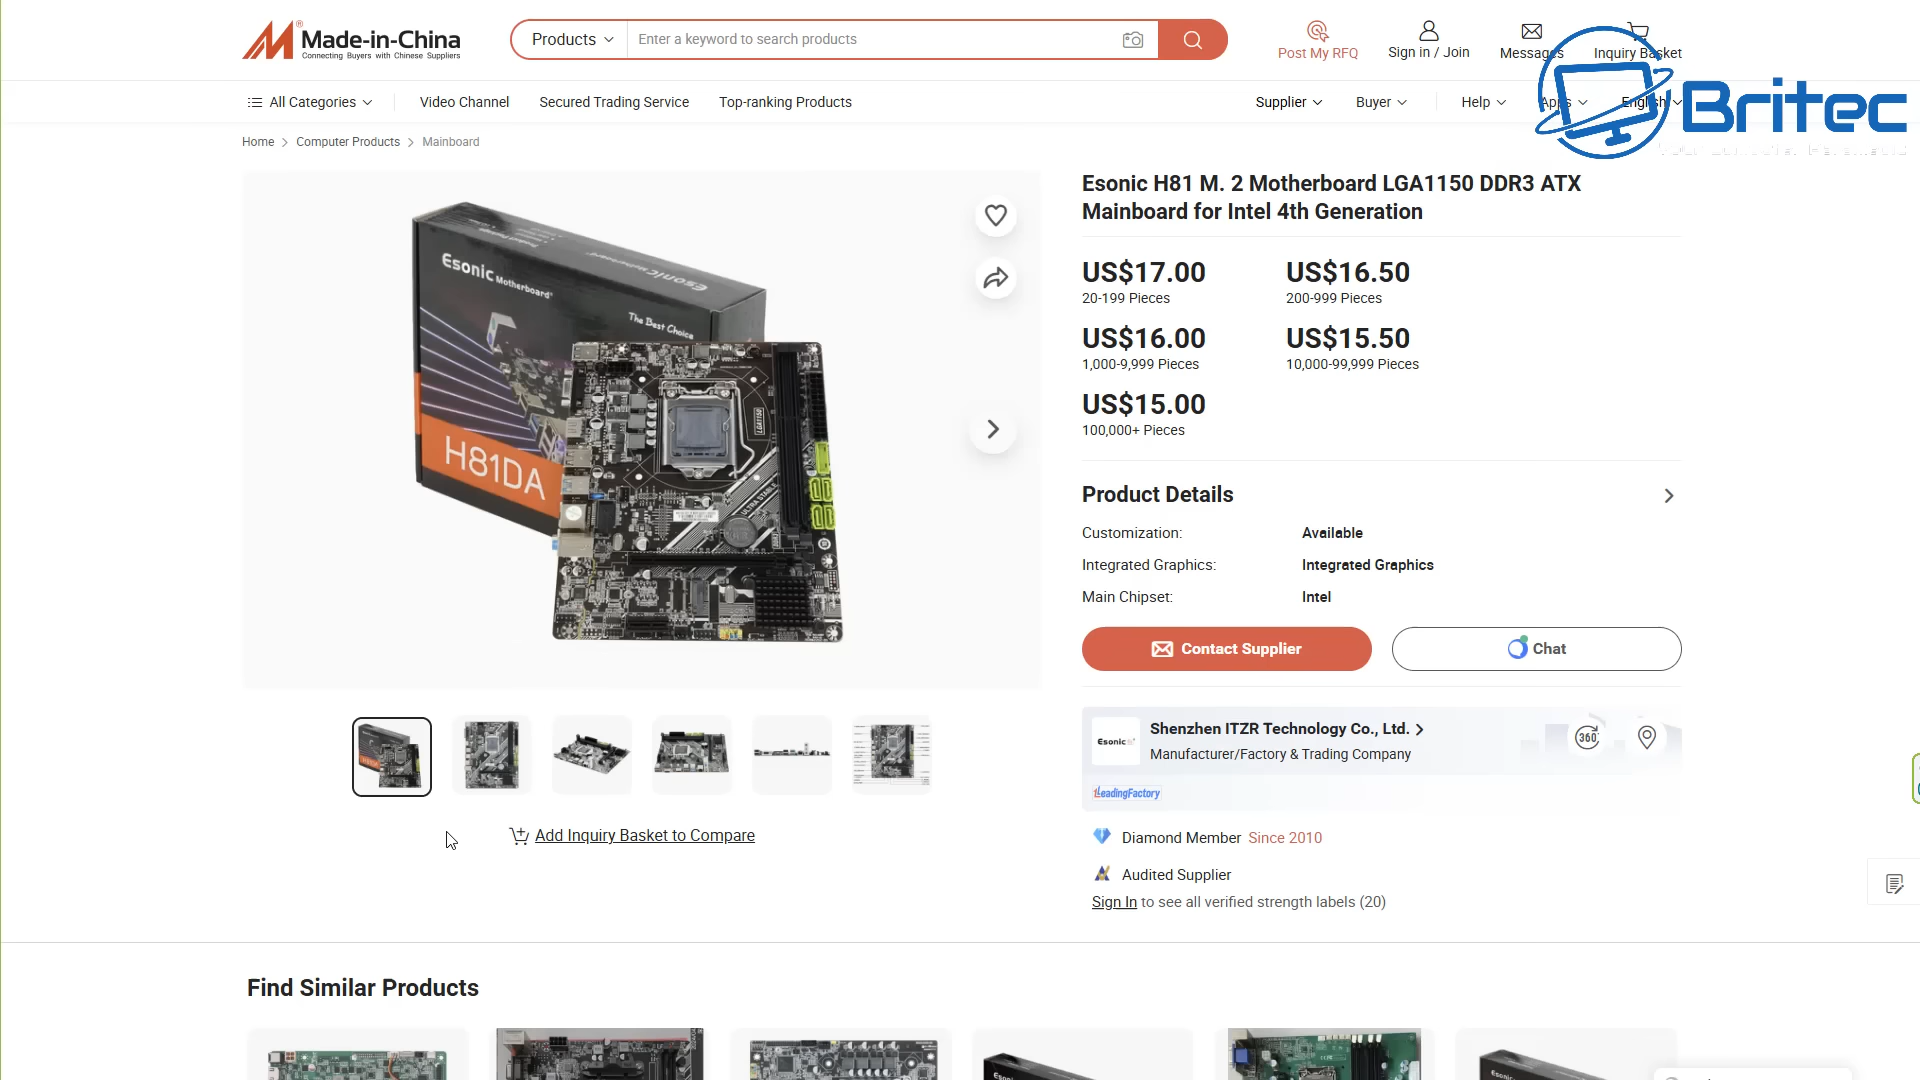 Made-in-China
Connecting Buyers with Chinese Suppliers
Products
Enter a keyword to search products
Post My RFQ
Sign in / Join
Messages
Inquiry Basket
All Categories
Video Channel
Secured Trading Service
Top-ranking Products
Supplier
Buyer
Help
Apps
English
Britec
Home > Computer Products > Mainboard
Esonic H81 M. 2 Motherboard LGA1150 DDR3 ATX
Mainboard for Intel 4th Generation
US$17.00
20-199 Pieces
US$16.50
200-999 Pieces
US$16.00
1,000-9,999 Pieces
US$15.50
10,000-99,999 Pieces
US$15.00
100,000+ Pieces
Esonic Motherboard
The Best Choice
H81DA
LGA1150
ULTRA STABLE
Product Details
Customization:
Available
Integrated Graphics:
Integrated Graphics
Main Chipset:
Intel
Contact Supplier
Chat
Esonic
Shenzhen ITZR Technology Co., Ltd.
Manufacturer/Factory & Trading Company
360
LeadingFactory
Diamond Member Since 2010
Audited Supplier
Sign In to see all verified strength labels (20)
Add Inquiry Basket to Compare
Find Similar Products